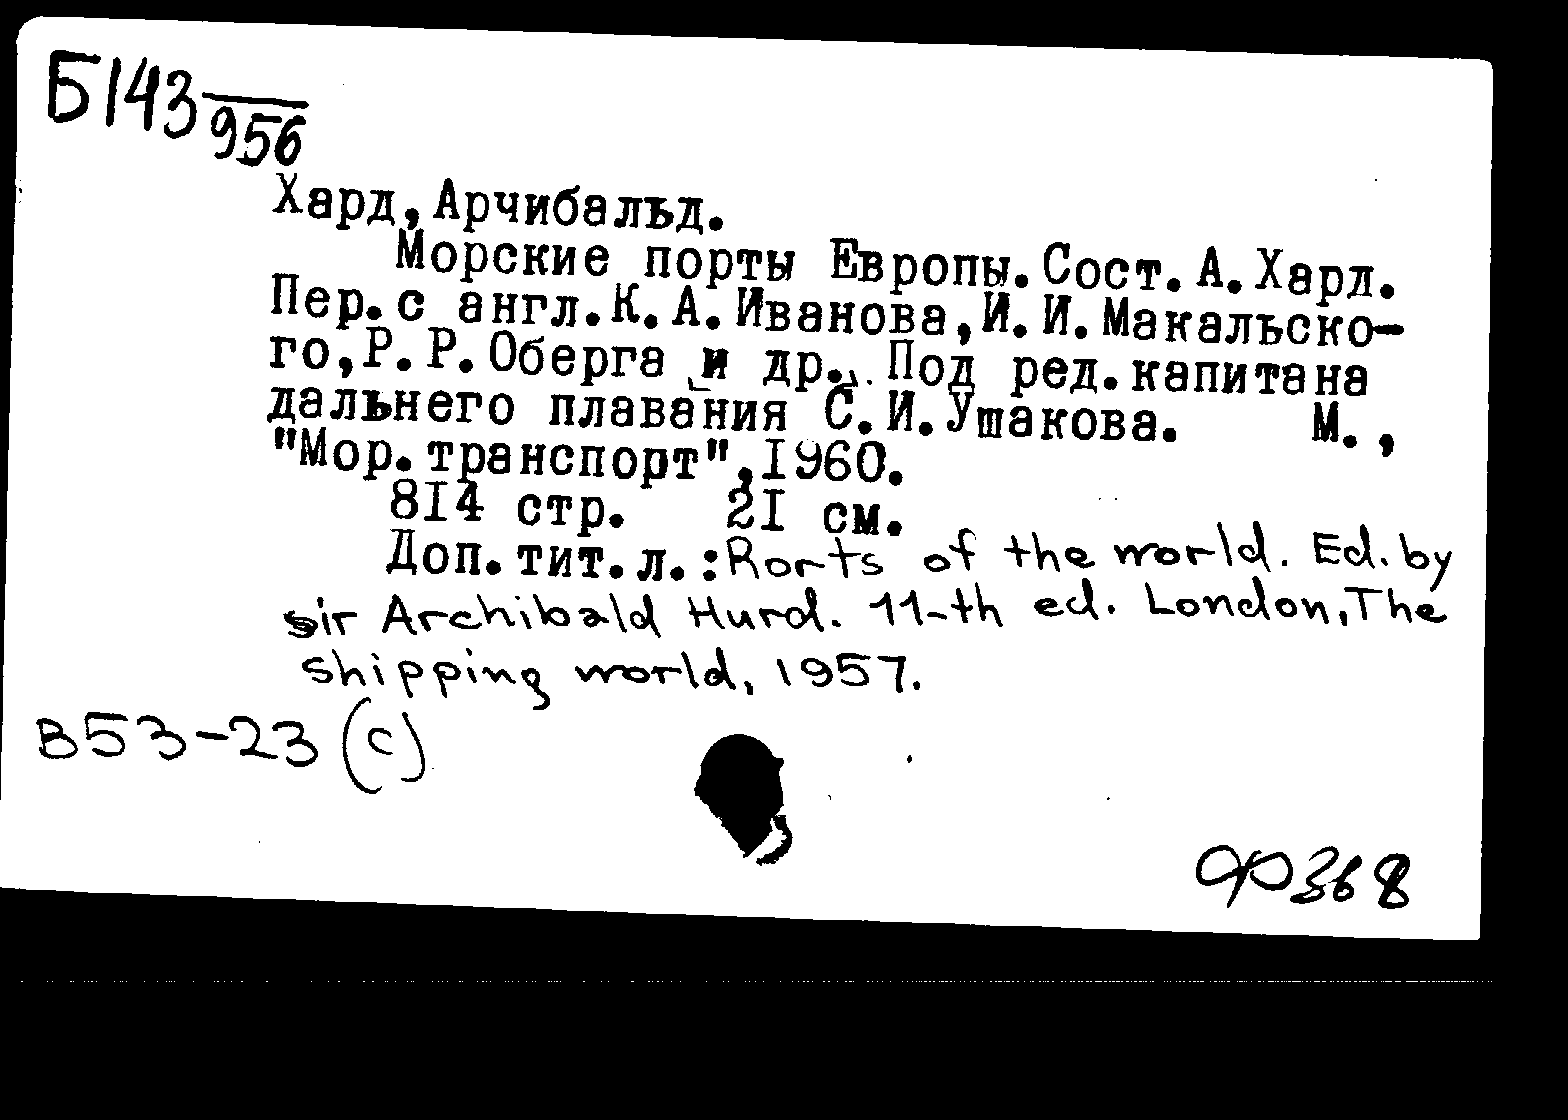 Б143
956
Хард, Арчибальд.
Морские порты Европы. Сост. А. Хард.
Пер. с англ. К. А. Иванова, И. И. Макальско-
го, Р. Р. Оберга и др. Под ред. капитана
дальнего плавания С. И. Ушакова. М.,
"Мор. транспорт", 1960.
814 стр. 21 см.
Доп. тит. л.: Rorts of the world. Ed. by
sir Archibald Hurd. 11-th ed. London, The
shipping world, 1957.
В53-23 (с)
ФР368